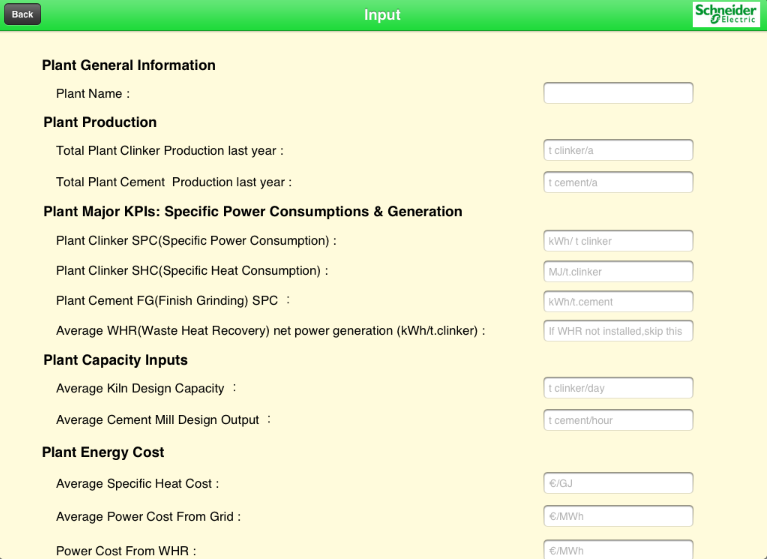 Back
Input
Schneider
Electric
Plant General Information
Plant Name :
Plant Production
Total Plant Clinker Production last year :
t clinker/a
Total Plant Cement  Production last year :
t cement/a
Plant Major KPIs: Specific Power Consumptions & Generation
Plant Clinker SPC(Specific Power Consumption) :
kWh/ t clinker
Plant Clinker SHC(Specific Heat Consumption) :
MJ/t.clinker
Plant Cement FG(Finish Grinding) SPC ：
kWh/t.cement
Average WHR(Waste Heat Recovery) net power generation (kWh/t.clinker) :
If WHR not installed,skip this
Plant Capacity Inputs
Average Kiln Design Capacity ：
t clinker/day
Average Cement Mill Design Output ：
t cement/hour
Plant Energy Cost
Average Specific Heat Cost :
€/GJ
Average Power Cost From Grid :
€/MWh
Power Cost From WHR :
€/MWh